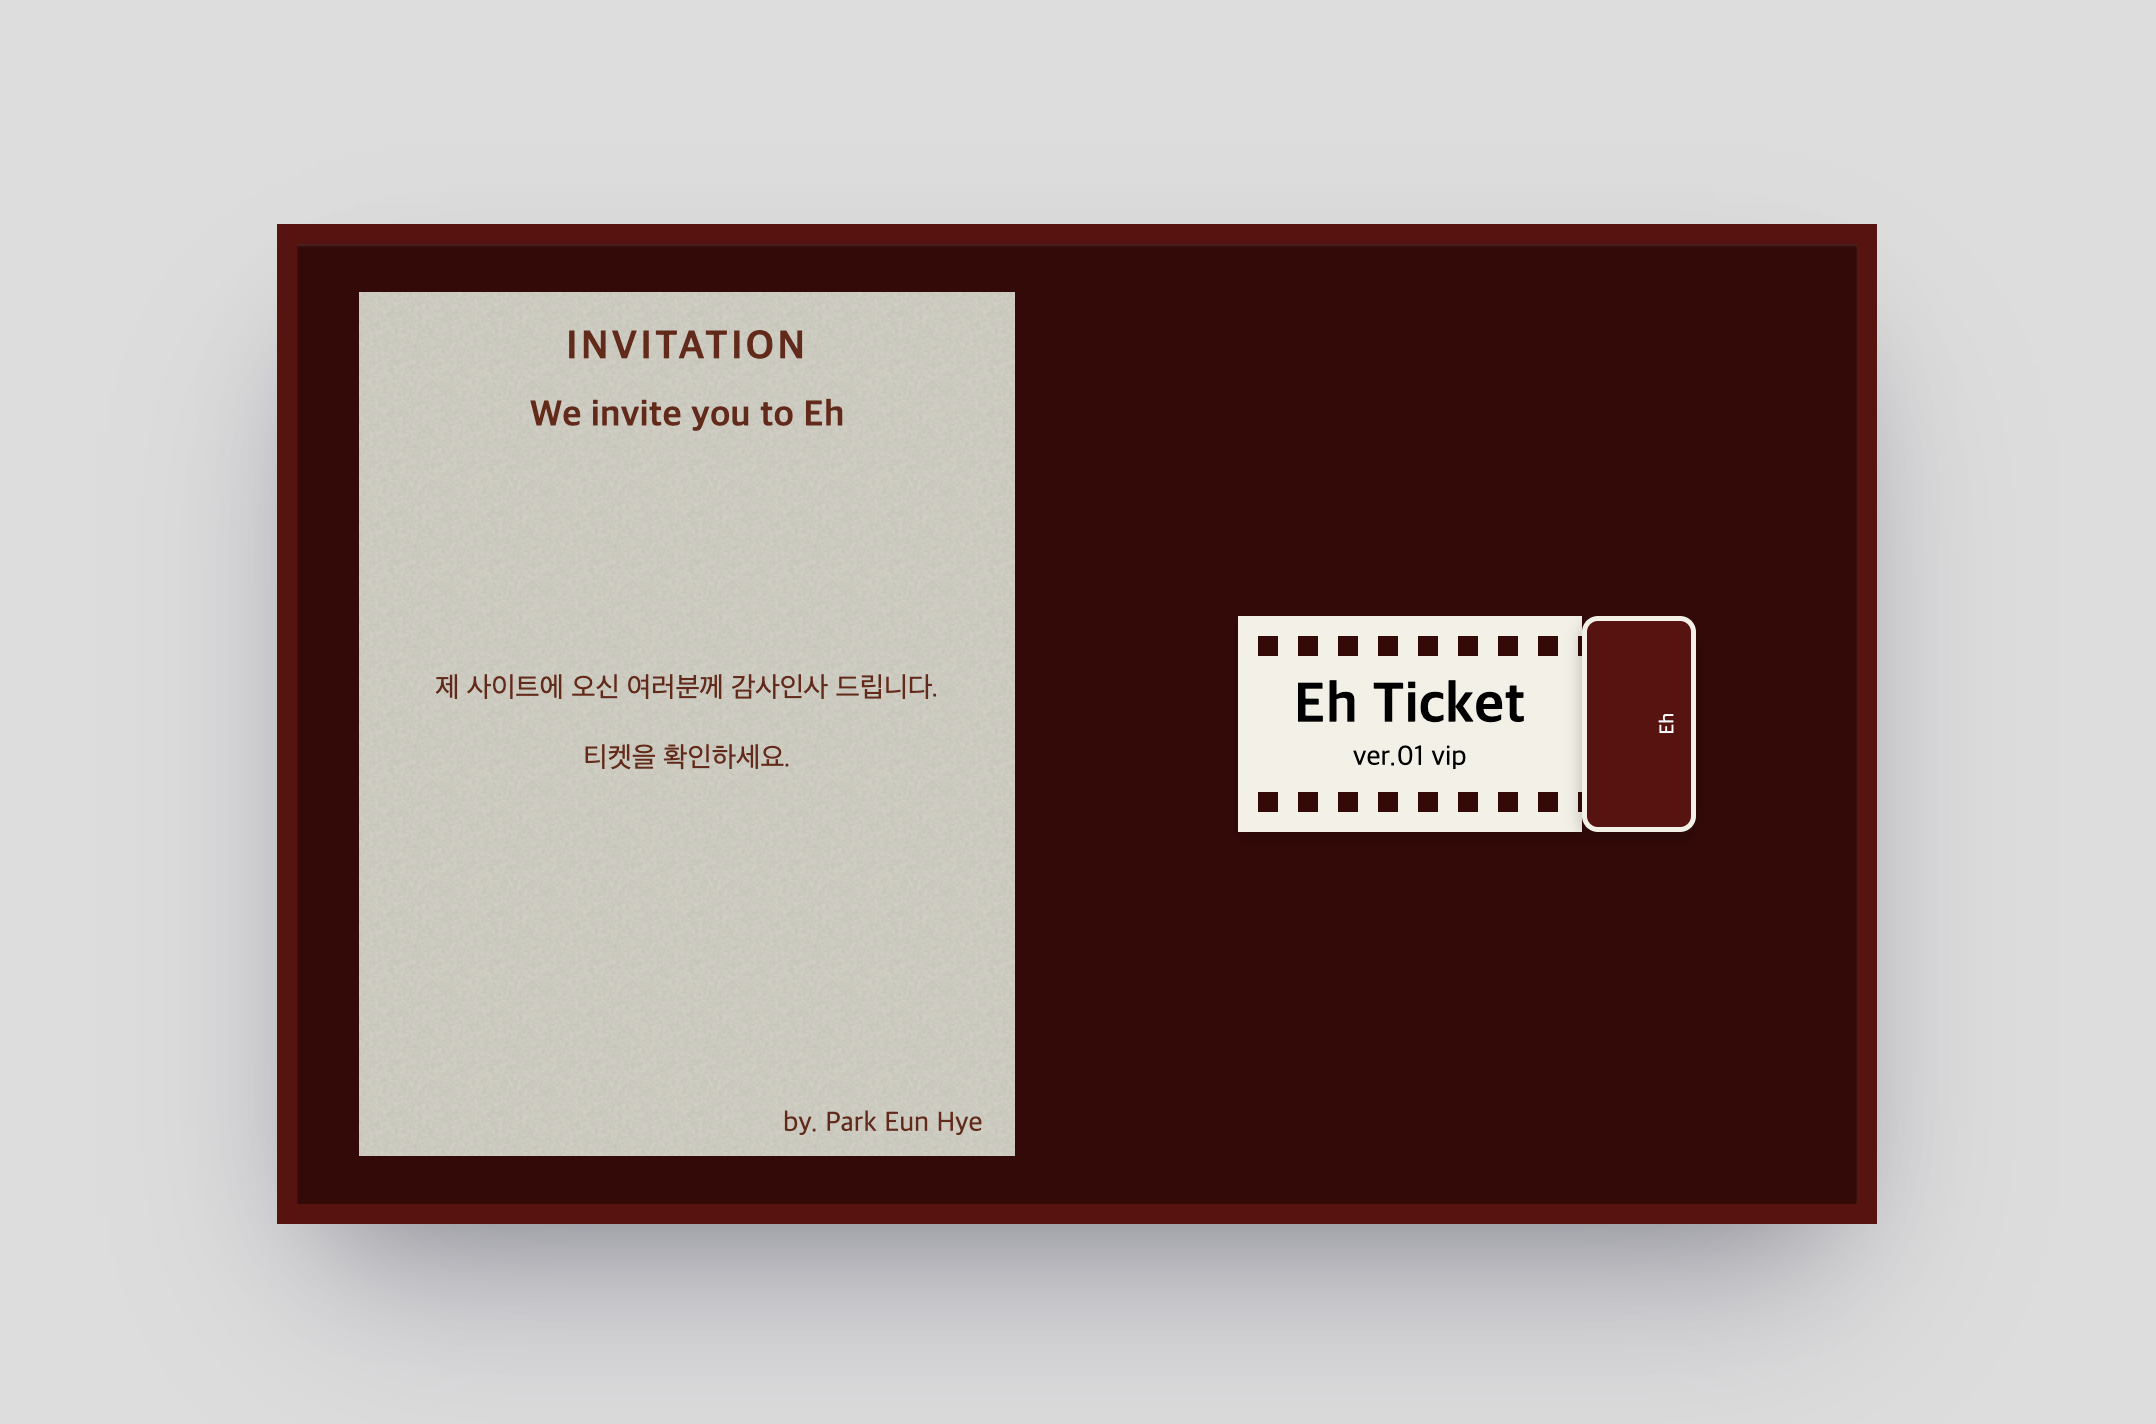 INVITATION
We invite you to Eh
제 사이트에 오신 여러분께 감사인사 드립니다.
티켓을 확인하세요.
by. Park Eun Hye
Eh Ticket
ver.01 vip
Eh